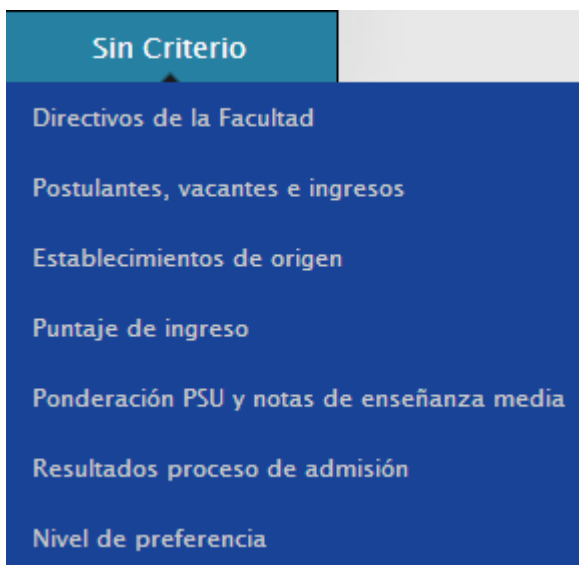 Sin Criterio
Directivos de la Facultad
Postulantes, vacantes e ingresos
Establecimientos de origen
Puntaje de ingreso
Ponderación PSU y notas de enseñanza media
Resultados proceso de admisión
Nivel de preferencia